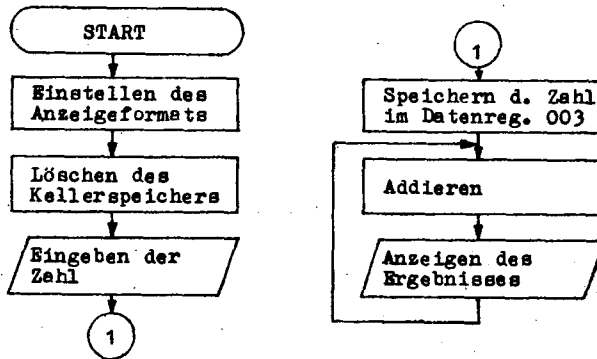 START
Einstellen des
Anzeigeformats
Löschen des
Kellerspeichers
Eingeben der
Zahl
1
1
Speichern d. Zahl
im Datenreg. 003
Addieren
Anzeigen des
Ergebnisses